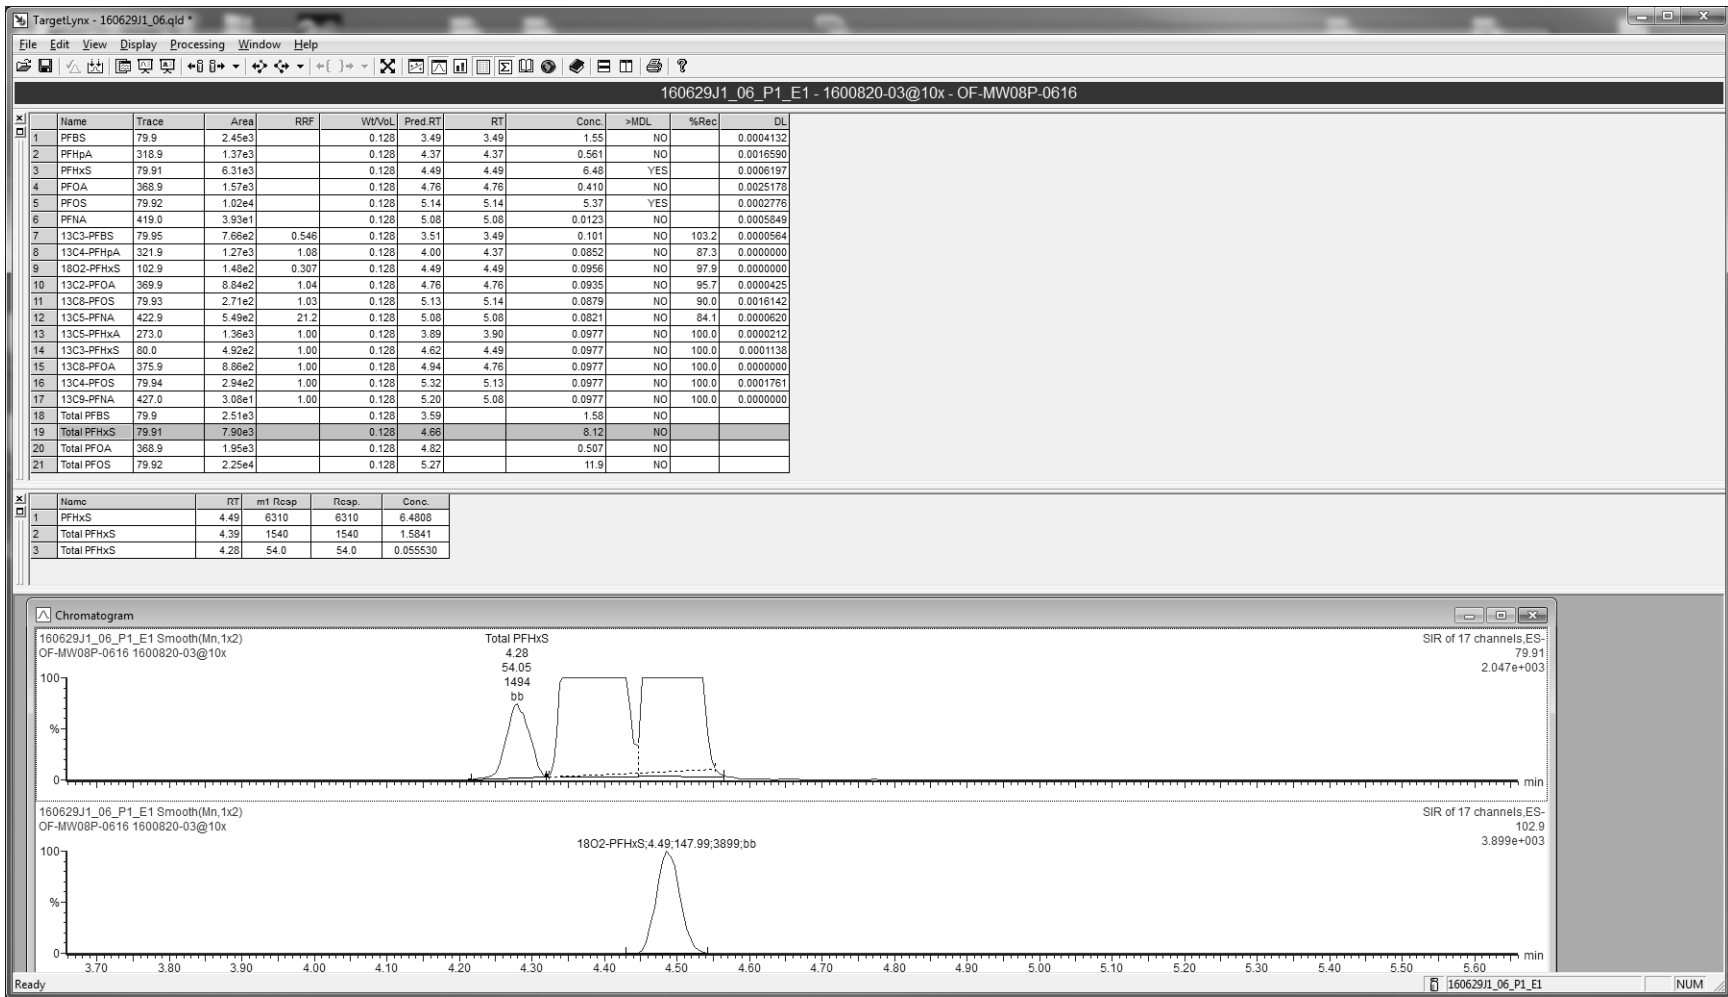 TargetLynx - 160629J1_06.qld *
File Edit View Display Processing Window Help
160629J1_06_P1_E1 - 1600820-03@10x - OF-MW08P-0616
Name Trace Area RRF Wt/VoL Pred.RT RT Conc. >MDL %Rec DL
1 PFBS 79.9 2.45e3 0.128 3.49 3.49 1.55 NO 0.0004132
2 PFHpA 318.9 1.37e3 0.128 4.37 4.37 0.561 NO 0.0016590
3 PFHxS 79.91 6.31e3 0.128 4.49 4.49 6.48 YES 0.0006197
4 PFOA 368.9 1.57e3 0.128 4.76 4.76 0.410 NO 0.0025178
5 PFOS 79.92 1.02e4 0.128 5.14 5.14 5.37 YES 0.0002776
6 PFNA 419.0 3.93e1 0.128 5.08 5.08 0.0123 NO 0.0005849
7 13C3-PFBS 79.95 7.66e2 0.546 0.128 3.51 3.49 0.101 NO 103.2 0.0000564
8 13C4-PFHpA 321.9 1.27e3 1.08 0.128 4.00 4.37 0.0852 NO 87.3 0.0000000
9 18O2-PFHxS 102.9 1.48e2 0.307 0.128 4.49 4.49 0.0956 NO 97.9 0.0000000
10 13C2-PFOA 369.9 8.84e2 1.04 0.128 4.76 4.76 0.0935 NO 95.7 0.0000425
11 13C8-PFOS 79.93 2.71e2 1.03 0.128 5.13 5.14 0.0879 NO 90.0 0.0016142
12 13C5-PFNA 422.9 5.49e2 21.2 0.128 5.08 5.08 0.0821 NO 84.1 0.0000620
13 13C5-PFHxA 273.0 1.36e3 1.00 0.128 3.89 3.90 0.0977 NO 100.0 0.0000212
14 13C3-PFHxS 80.0 4.92e2 1.00 0.128 4.62 4.49 0.0977 NO 100.0 0.0001138
15 13C8-PFOA 375.9 8.86e2 1.00 0.128 4.94 4.76 0.0977 NO 100.0 0.0000000
16 13C4-PFOS 79.94 2.94e2 1.00 0.128 5.32 5.13 0.0977 NO 100.0 0.0001761
17 13C9-PFNA 427.0 3.08e1 1.00 0.128 5.20 5.08 0.0977 NO 100.0 0.0000000
18 Total PFBS 79.9 2.51e3 0.128 3.59 1.58 NO
19 Total PFHxS 79.91 7.90e3 0.128 4.66 8.12 NO
20 Total PFOA 368.9 1.95e3 0.128 4.82 0.507 NO
21 Total PFOS 79.92 2.25e4 0.128 5.27 11.9 NO
Name RT m1 Resp Resp. Conc.
1 PFHxS 4.49 6310 6310 6.4808
2 Total PFHxS 4.39 1540 1540 1.5841
3 Total PFHxS 4.28 54.0 54.0 0.055530
Chromatogram
160629J1_06_P1_E1 Smooth(Mn,1x2)
OF-MW08P-0616 1600820-03@10x
Total PFHxS
4.28
54.05
1494
bb
SIR of 17 channels,ES-
79.91
2.047e+003
100
%
0
min
160629J1_06_P1_E1 Smooth(Mn,1x2)
OF-MW08P-0616 1600820-03@10x
18O2-PFHxS;4.49;147.99;3899;bb
SIR of 17 channels,ES-
102.9
3.899e+003
100
%
0
min
3.70 3.80 3.90 4.00 4.10 4.20 4.30 4.40 4.50 4.60 4.70 4.80 4.90 5.00 5.10 5.20 5.30 5.40 5.50 5.60
Ready 160629J1_06_P1_E1 NUM